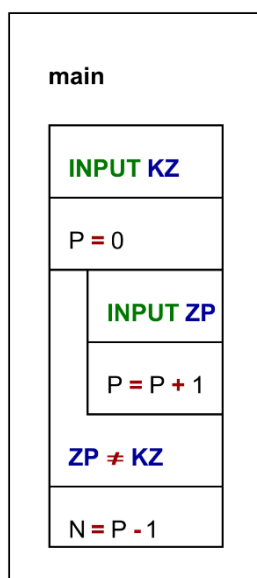 main
INPUT KZ
P = 0
INPUT ZP
P = P + 1
ZP ≠ KZ
N = P - 1